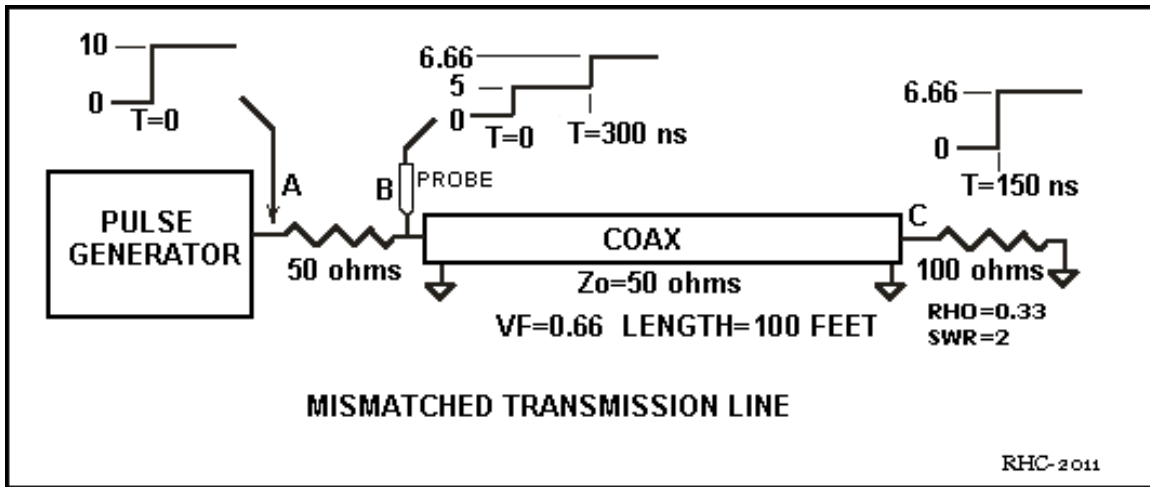 10
0
T=0
6.66
5
0
T=0
T=300 ns
6.66
0
T=150 ns
A
B
PROBE
C
PULSE
GENERATOR
50 ohms
COAX
Zo=50 ohms
100 ohms
VF=0.66 LENGTH=100 FEET
RHO=0.33
SWR=2
MISMATCHED TRANSMISSION LINE
RHC-2011